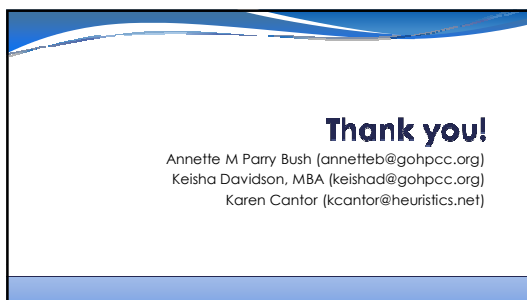 Thank you!
Annette M Parry Bush (annetteb@gohpcc.org)
Keisha Davidson, MBA (keishad@gohpcc.org)
Karen Cantor (kcantor@heuristics.net)